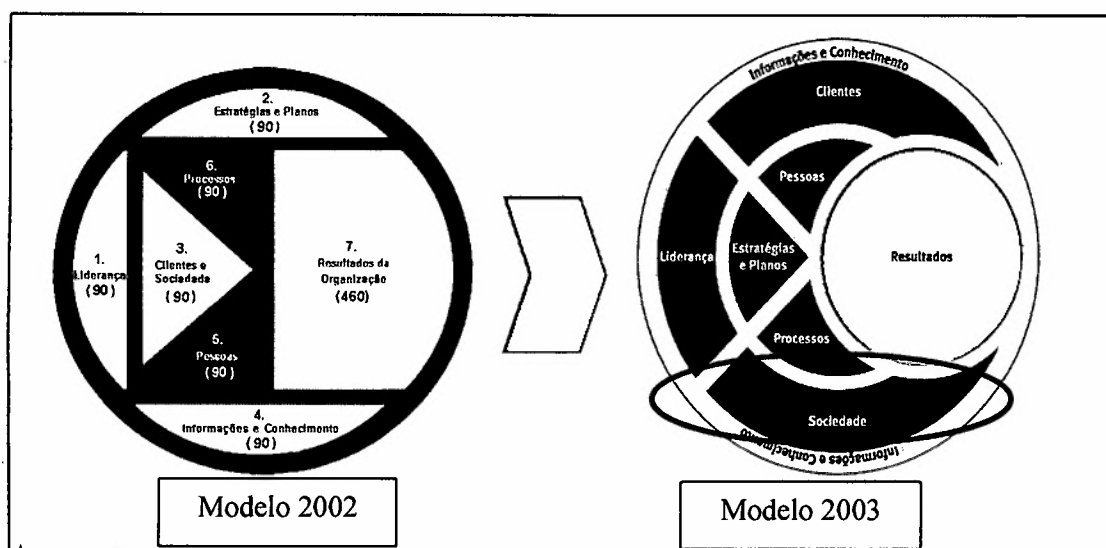 2.
Estratégias e Planos
(90)
6.
Processos
(90)
1.
Liderança
(90)
3.
Clientes e
Sociedade
(90)
7.
Resultados da
Organização
(460)
5.
Pessoas
(90)
4.
Informações e Conhecimento
(90)
Modelo 2002
Informações e Conhecimento
Clientes
Pessoas
Liderança
Estratégias
e Planos
Resultados
Processos
Sociedade
Informações e Conhecimento
Modelo 2003